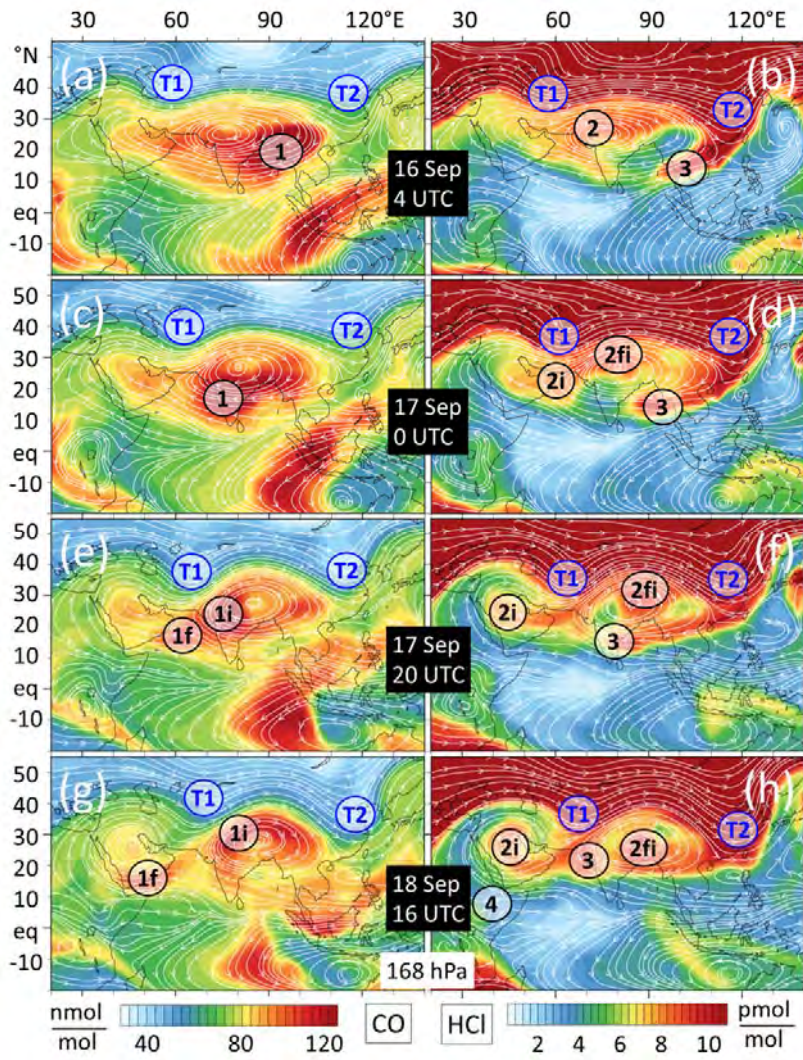 30 60 90 120°E 30 60 90 120°E
°N
40
30
20
10
eq
-10
(a) T1 T2 1
(b) T1 T2 2 3
16 Sep
4 UTC
50
40
30
20
10
eq
-10
(c) T1 T2 1
(d) T1 T2 2fi 2i 3
17 Sep
0 UTC
50
40
30
20
10
eq
-10
(e) T1 T2 1i 1f
(f) T1 T2 2fi 2i 3
17 Sep
20 UTC
50
40
30
20
10
eq
-10
(g) T1 T2 1i 1f
(h) T1 T2 2i 3 2fi 4
18 Sep
16 UTC
168 hPa
nmol
mol
40 80 120
CO
HCl
2 4 6 8 10
pmol
mol